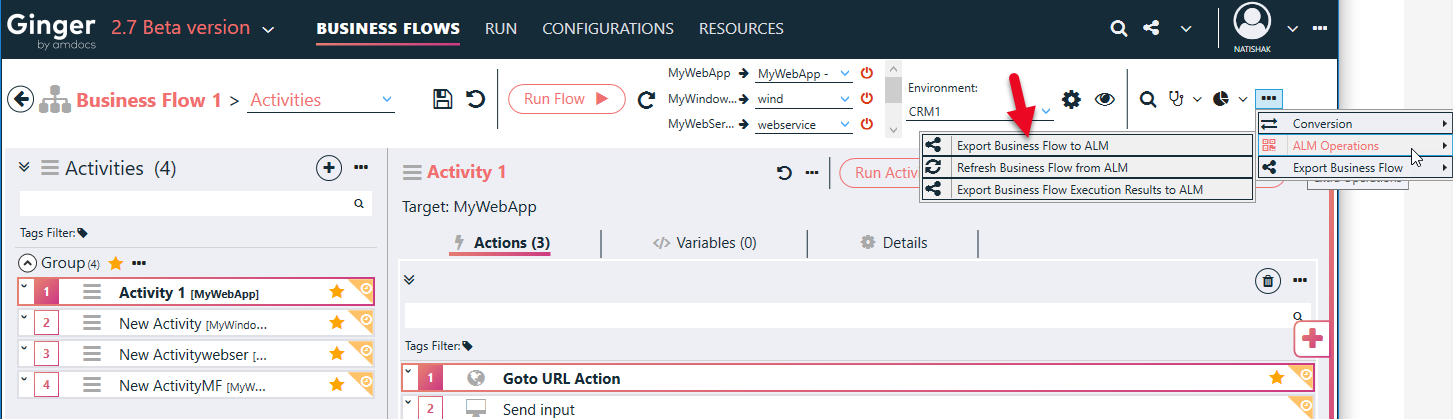 Ginger
by amdocs
2.7 Beta version
BUSINESS FLOWS
RUN
CONFIGURATIONS
RESOURCES
NATISHAK
Business Flow 1 > Activities
Run Flow
MyWebApp
MyWebApp -
MyWindow...
wind
MyWebSer...
webservice
Environment:
CRM1
Conversion
ALM Operations
Export Business Flow
Export Business Flow to ALM
Refresh Business Flow from ALM
Export Business Flow Execution Results to ALM
Activities (4)
Tags Filter:
Group (4)
1 Activity 1 [MyWebApp]
2 New Activity [MyWindo...
3 New Activitywebser [...
4 New ActivityMF [MyW...
Activity 1
Run Activ
Target: MyWebApp
Actions (3)
Variables (0)
Details
Tags Filter:
1 Goto URL Action
2 Send input